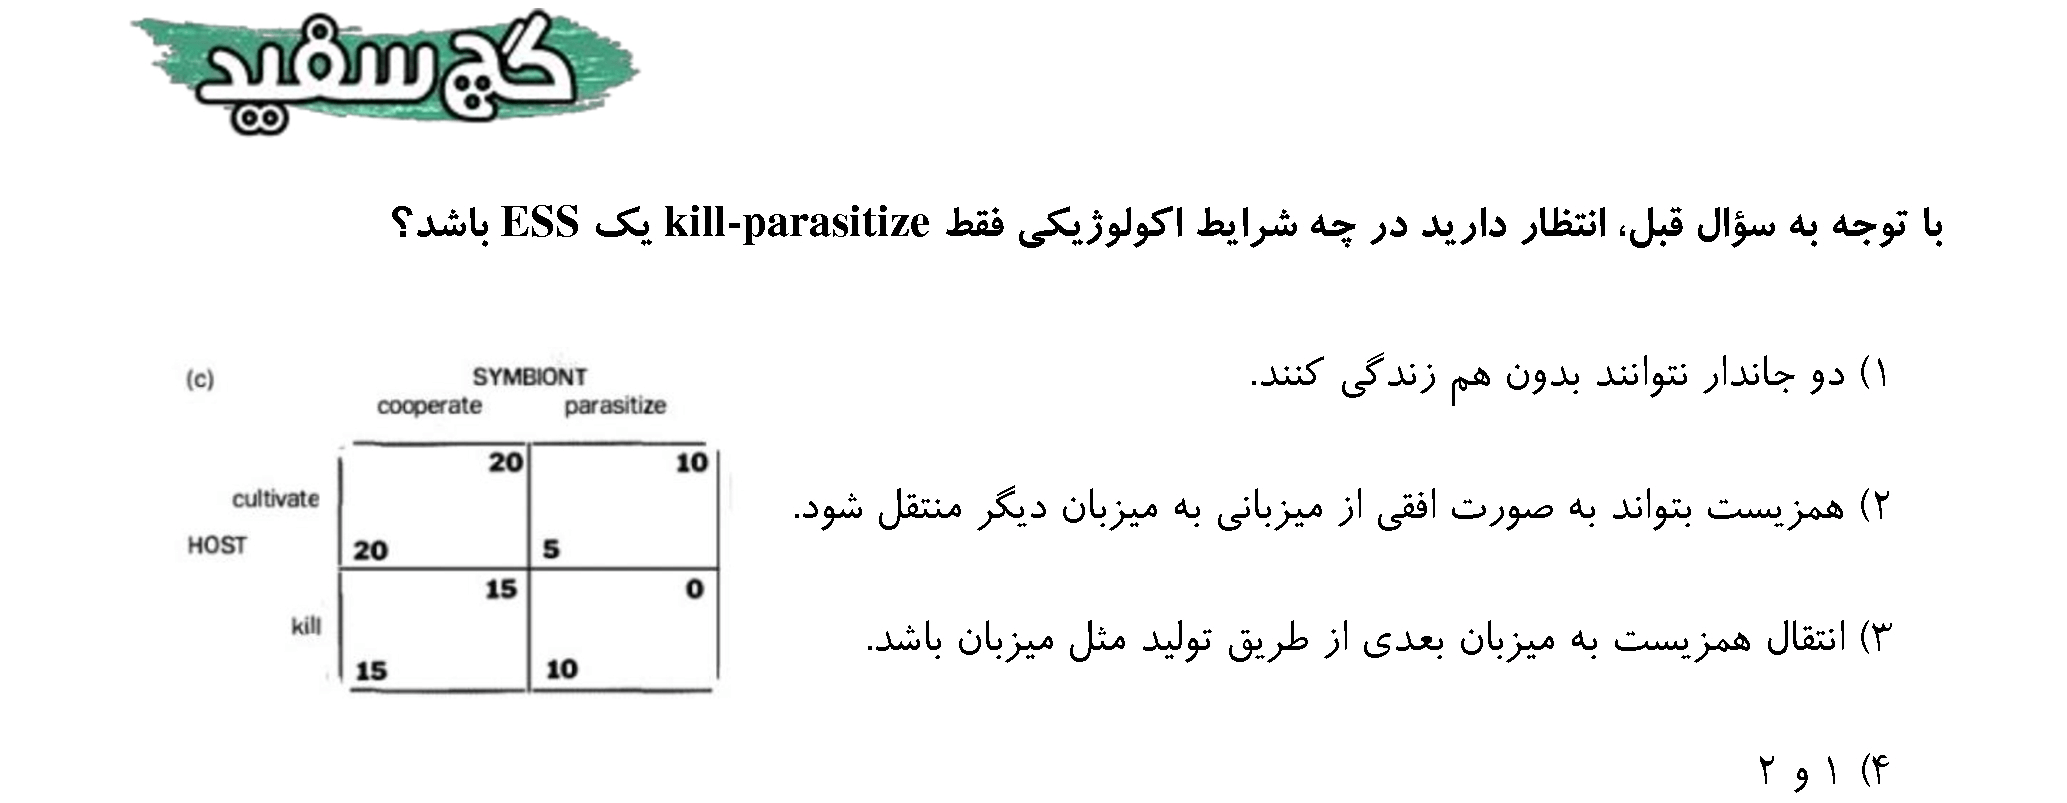 گچ سفید
با توجه به سؤال قبل، انتظار دارید در چه شرایط اکولوژیکی فقط kill-parasitize یک ESS باشد؟
۱) دو جاندار نتوانند بدون هم زندگی کنند.
۲) همزیست بتواند به صورت افقی از میزبانی به میزبان دیگر منتقل شود.
۳) انتقال همزیست به میزبان بعدی از طریق تولید مثل میزبان باشد.
۴) ۱ و ۲
(c)
SYMBIONT
cooperate parasitize
20 10
cultivate
HOST
20 5
15 0
kill
15 10